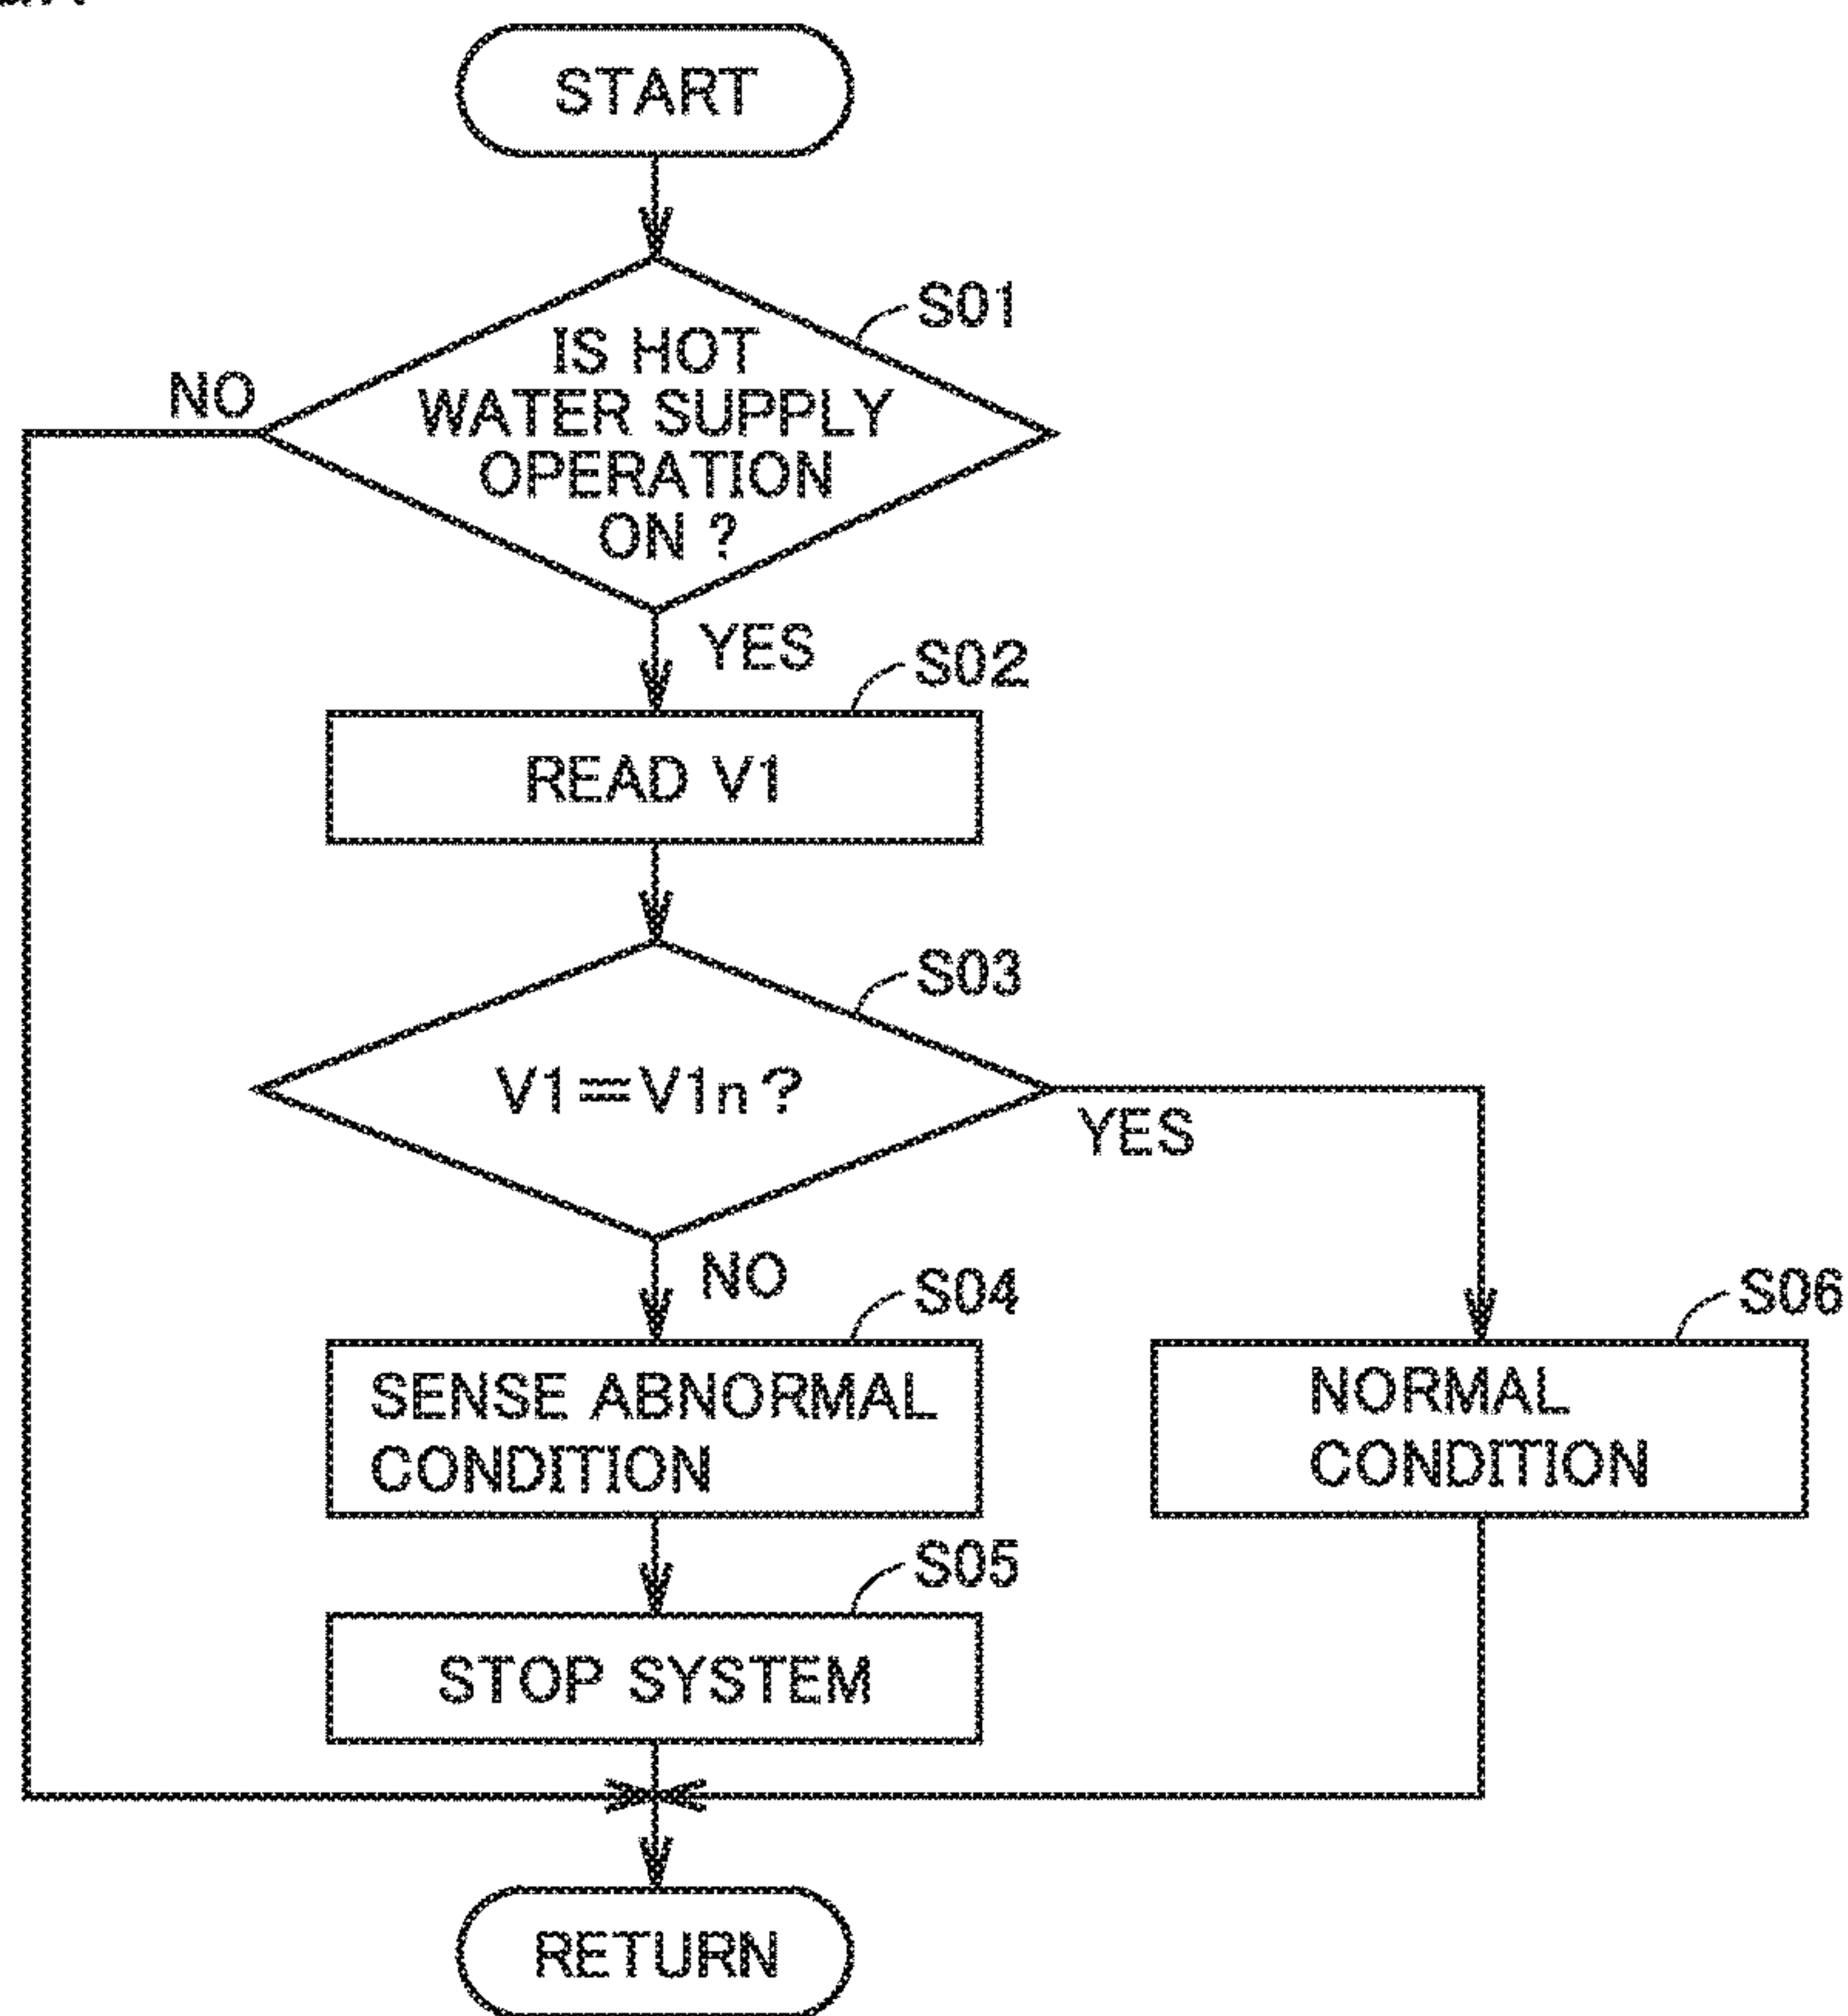 START
S01
IS HOT
WATER SUPPLY
OPERATION
ON ?
NO
YES
S02
READ V1
S03
V1≡V1n ?
YES
NO
S04
SENSE ABNORMAL
CONDITION
S06
NORMAL
CONDITION
S05
STOP SYSTEM
RETURN